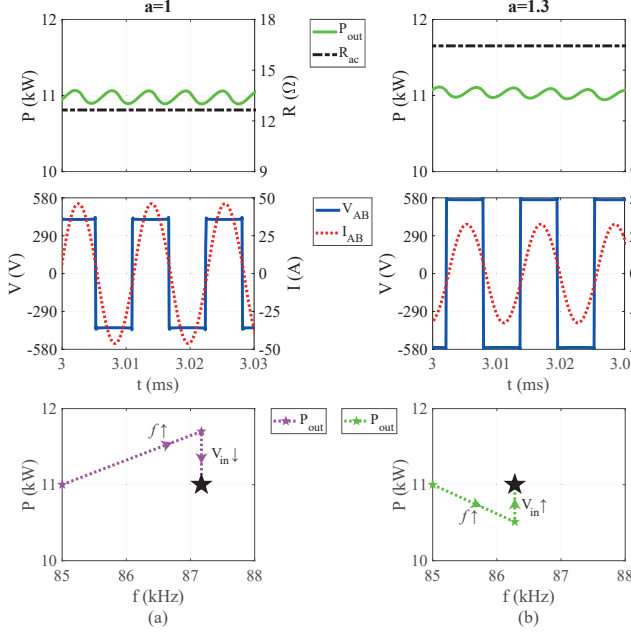 a=1
a=1.3
12
11
10
P (kW)
18
15
12
9
R (Ω)
P_out
R_ac
12
11
10
P (kW)
580
290
0
-290
-580
V (V)
50
25
0
-25
-50
I (A)
3
3.01
3.02
3.03
t (ms)
V_AB
I_AB
580
290
0
-290
-580
V (V)
3
3.01
3.02
t (ms)
12
11
10
P (kW)
f↑
V_in↓
85
86
87
88
f (kHz)
(a)
P_out
P_out
12
11
10
P (kW)
f↑
V_in↑
85
86
87
88
f (kHz)
(b)